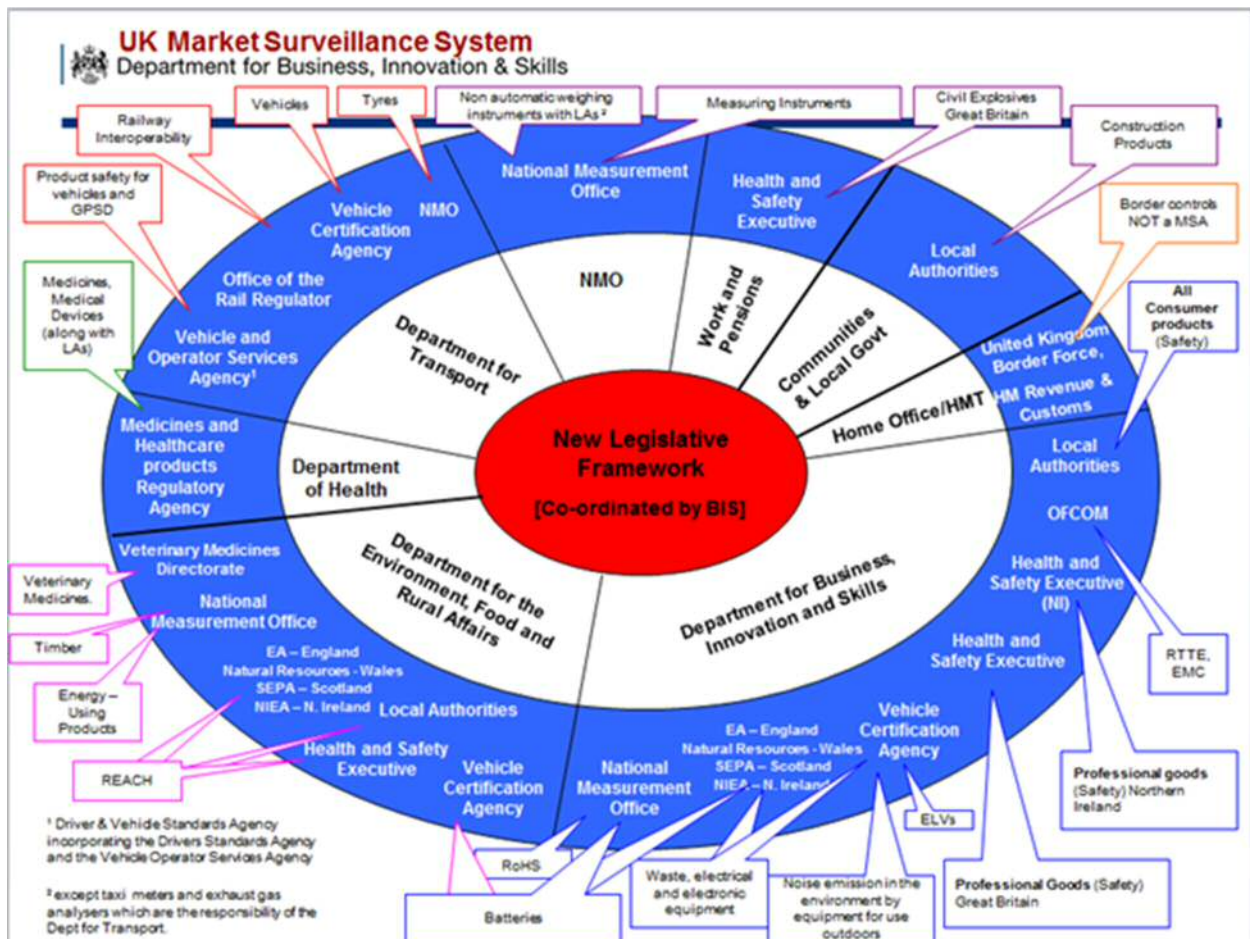 UK Market Surveillance System
Department for Business, Innovation & Skills
Railway
Interoperability
Vehicles
Tyres
Non automatic weighing
instruments with LAs ²
Measuring Instruments
Civil Explosives
Great Britain
Construction
Products
Product safety for
vehicles and
GPSD
Border controls
NOT a MSA
Medicines,
Medical
Devices
(along with
LAs)
All
Consumer
products
(Safety)
National Measurement
Office
Health and
Safety
Executive
Local
Authorities
Vehicle
Certification
Agency
NMO
Office of the
Rail Regulator
Vehicle and
Operator Services
Agency¹
Medicines and
Healthcare
products
Regulatory
Agency
United Kingdom
Border Force,
HM Revenue &
Customs
NMO
Work and
Pensions
Communities
& Local Govt
Home Office/HMT
Department for
Transport
Department
of Health
New Legislative
Framework
[Co-ordinated by BIS]
Department for the
Environment, Food and
Rural Affairs
Department for Business,
Innovation and Skills
Local
Authorities
OFCOM
Health and
Safety Executive
(NI)
Health and
Safety Executive
Vehicle
Certification
Agency
EA – England
Natural Resources - Wales
SEPA – Scotland
NIEA – N. Ireland
National
Measurement
Office
Veterinary Medicines
Directorate
National
Measurement Office
EA – England
Natural Resources - Wales
SEPA – Scotland
NIEA – N. Ireland
Local Authorities
Health and Safety
Executive
Vehicle
Certification
Agency
Veterinary
Medicines.
Timber
Energy –
Using
Products
REACH
RTTE,
EMC
Professional goods
(Safety) Northern
Ireland
ELVs
Professional Goods (Safety)
Great Britain
RoHS
Batteries
Waste, electrical
and electronic
equipment
Noise emission in the
environment by
equipment for use
outdoors
¹ Driver & Vehicle Standards Agency
incorporating the Drivers Standards Agency
and the Vehicle Operator Services Agency
² except taxi meters and exhaust gas
analysers which are the responsibility of the
Dept for Transport.